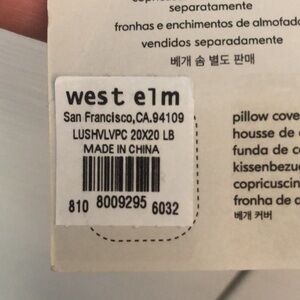 separatamente
fronhas e enchimentos de almofada
vendidos separadamente
베개 솜 별도 판매
west elm
San Francisco,CA.94109
LUSHVLVPC 20X20 LB
MADE IN CHINA
810 8009295 6032
pillow cove
housse de
funda de c
kissenbezu
copricuscin
fronha de a
베개 커버